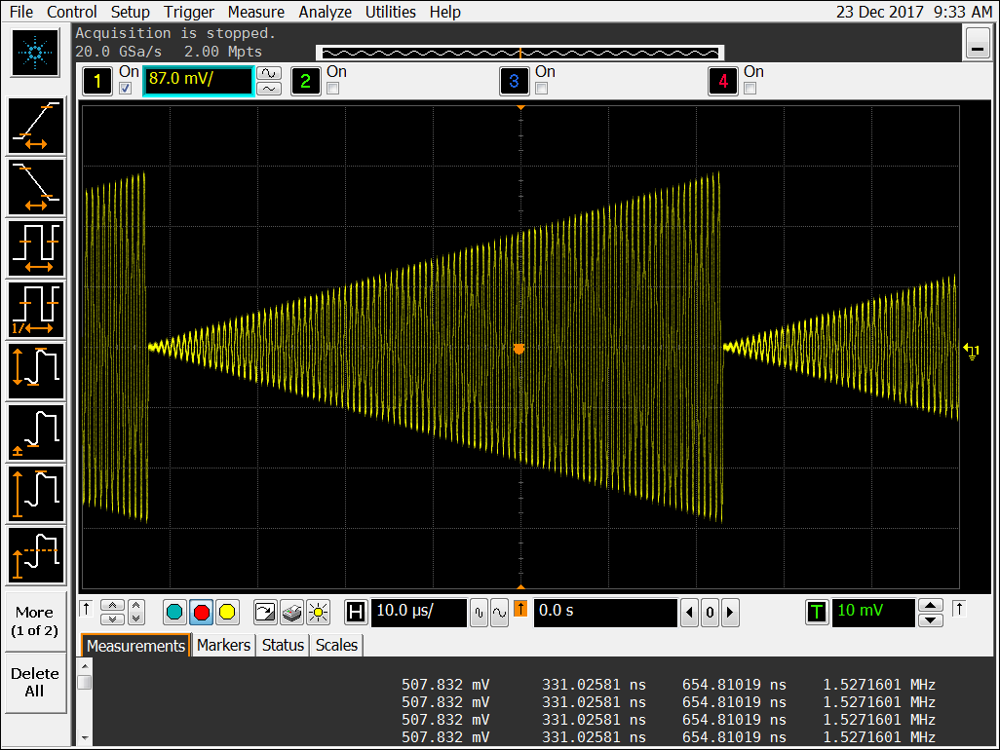 File Control Setup Trigger Measure Analyze Utilities Help 23 Dec 2017 9:33 AM
Acquisition is stopped.
20.0 GSa/s 2.00 Mpts
1 On 87.0 mV/ 2 On 3 On 4 On
1/
1
H 10.0 µs/ 0.0 s 0 T 10 mV
More
(1 of 2)
Delete
All
Measurements Markers Status Scales
507.832 mV 331.02581 ns 654.81019 ns 1.5271601 MHz
507.832 mV 331.02581 ns 654.81019 ns 1.5271601 MHz
507.832 mV 331.02581 ns 654.81019 ns 1.5271601 MHz
507.832 mV 331.02581 ns 654.81019 ns 1.5271601 MHz